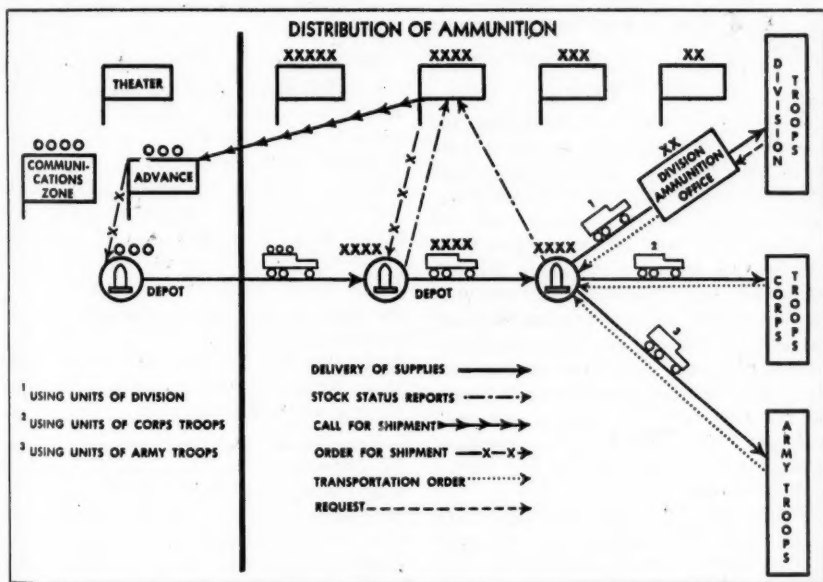 DISTRIBUTION OF AMMUNITION
XXXXX
XXXX
XXX
XX
THEATER
OOOO
COMMUNI-
CATIONS
ZONE
OOO
ADVANCE
XX
DIVISION
AMMUNITION
OFFICE
DIVISION
TROOPS
OOO
DEPOT
XXXX
DEPOT
XXXX
XXXX
1
2
3
CORPS
TROOPS
ARMY TROOPS
DELIVERY OF SUPPLIES
STOCK STATUS REPORTS
CALL FOR SHIPMENT
ORDER FOR SHIPMENT —X—X→
TRANSPORTATION ORDER
REQUEST
1 USING UNITS OF DIVISION
2 USING UNITS OF CORPS TROOPS
3 USING UNITS OF ARMY TROOPS